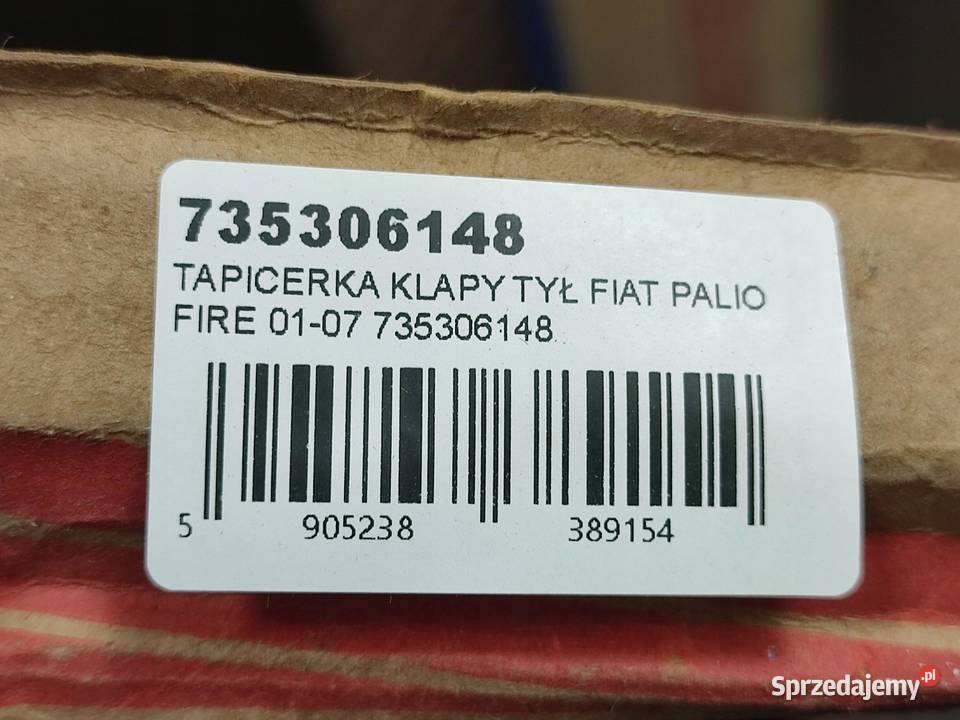 735306148
TAPICERKA KLAPY TYŁ FIAT PALIO
FIRE 01-07 735306148
5 905238 389154
Sprzedajemy.pl